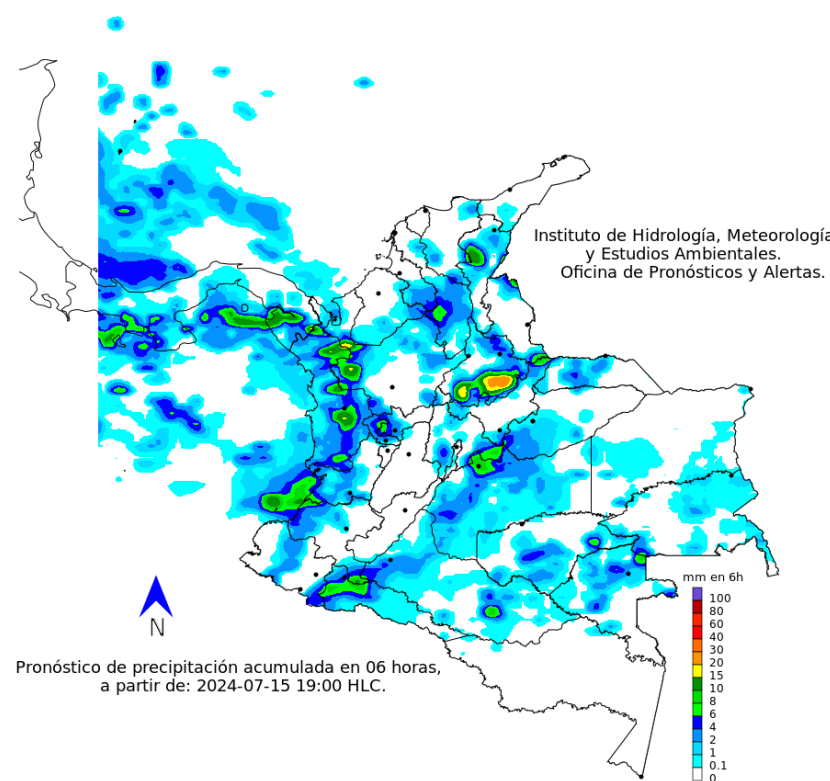 Instituto de Hidrología, Meteorología
y Estudios Ambientales.
Oficina de Pronósticos y Alertas.
mm en 6h
100
80
60
40
30
20
15
10
8
6
4
2
1
0.1
0
N
Pronóstico de precipitación acumulada en 06 horas,
a partir de: 2024-07-15 19:00 HLC.